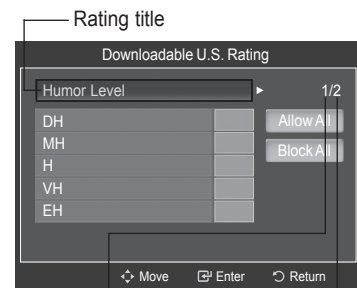 Rating title
Downloadable U.S. Rating
Humor Level ► 1/2
DH Allow All
MH Block All
H
VH
EH
Move Enter Return